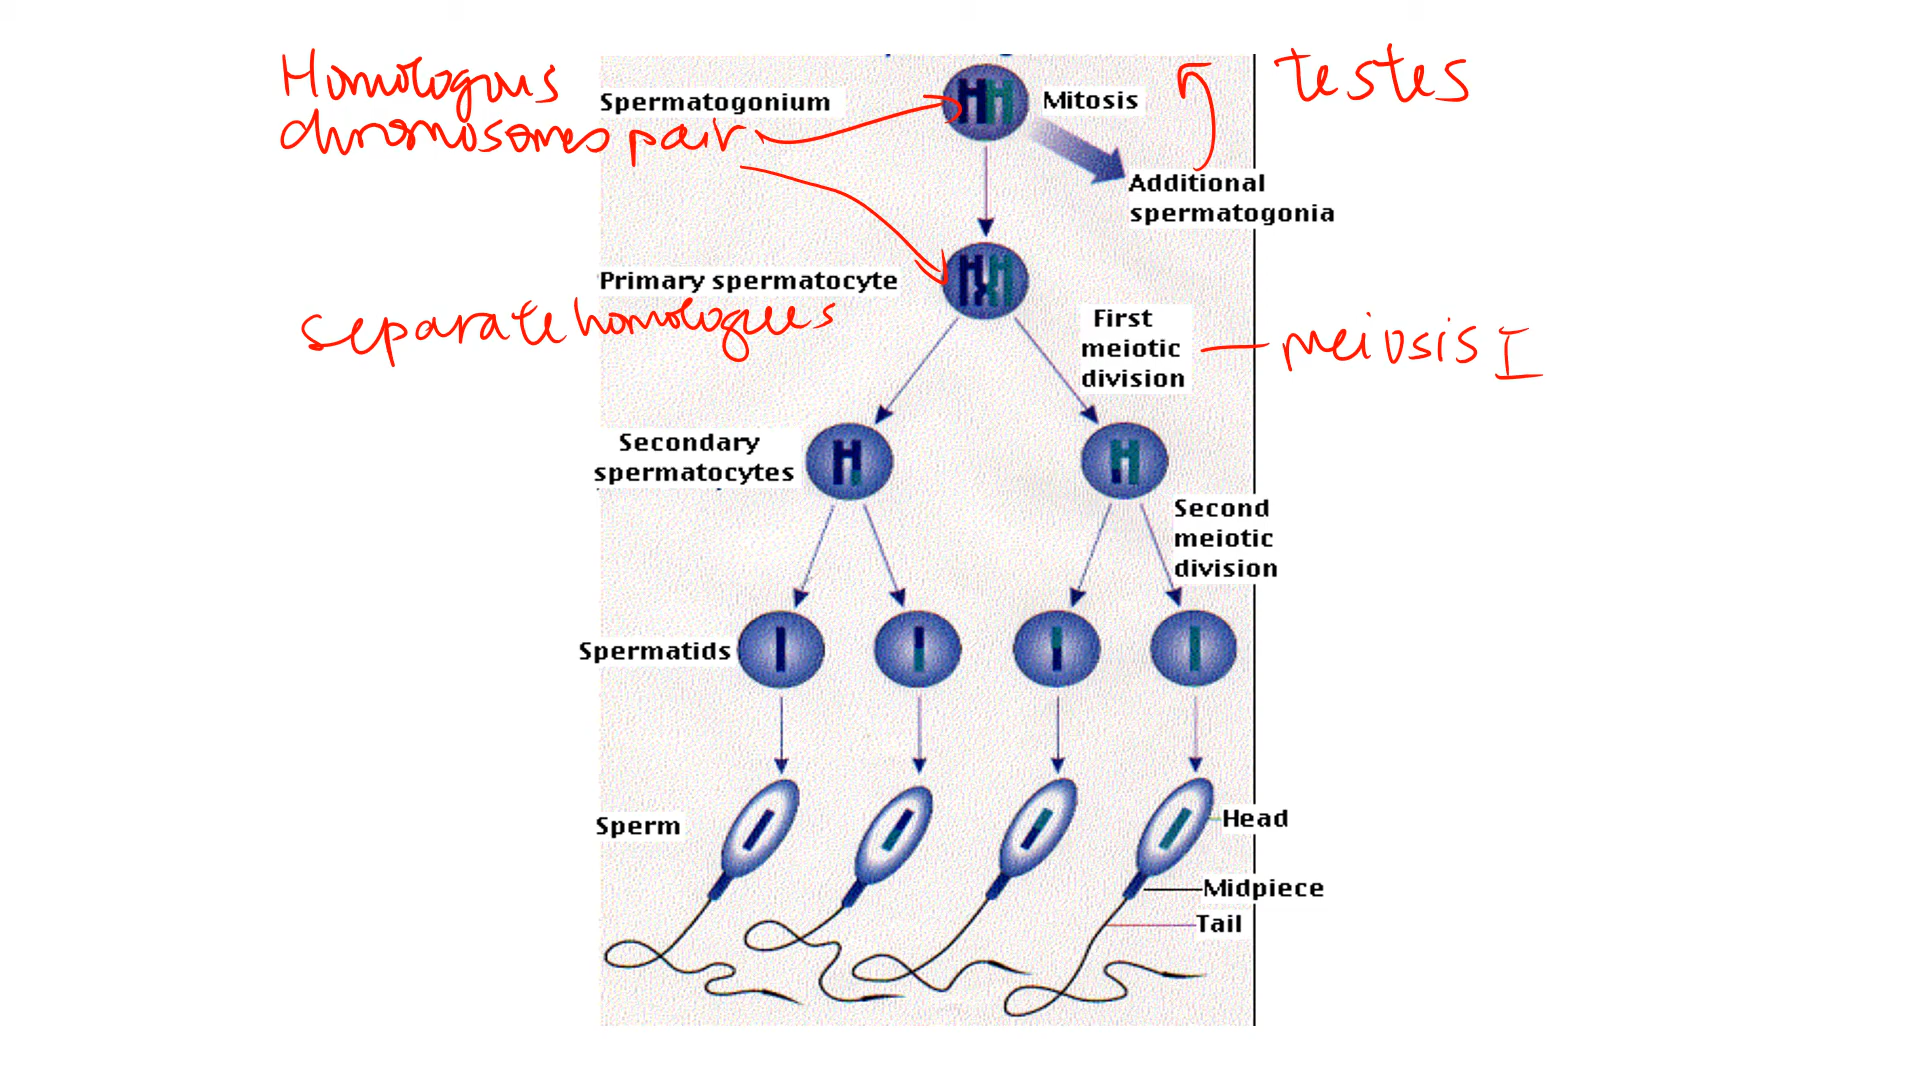 Homologous
chromosomes pair
testes
Spermatogonium
Mitosis
Additional
spermatogonia
Primary spermatocyte
separate homologues
First
meiotic
division
meiosis I
Secondary
spermatocytes
Second
meiotic
division
Spermatids
Sperm
Head
Midpiece
Tail